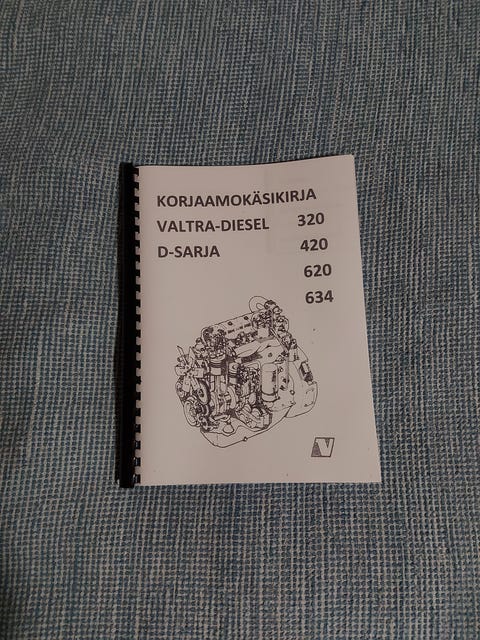 KORJAAMOKÄSIKIRJA
VALTRA-DIESEL 320
D-SARJA 420
620
634